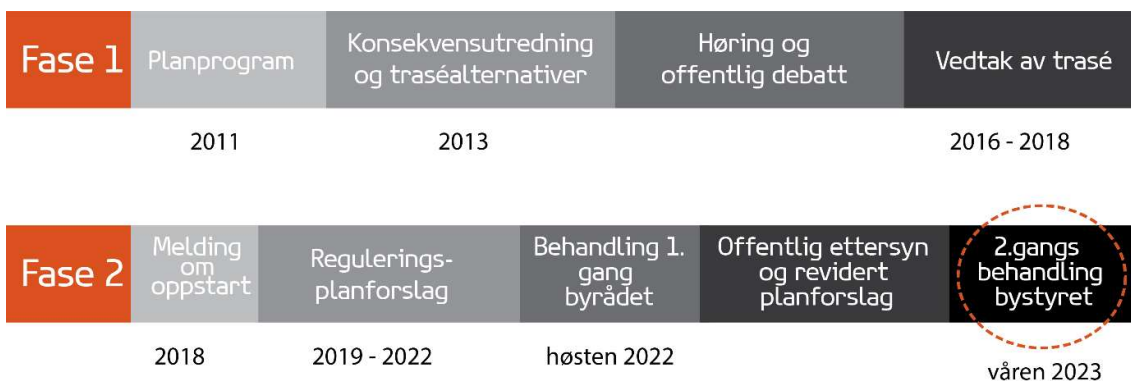 Fase 1
Planprogram
Konsekvensutredning
og traséalternativer
Høring og
offentlig debatt
Vedtak av trasé
2011
2013
2016 - 2018
Fase 2
Melding
om
oppstart
Regulerings-
planforslag
Behandling 1.
gang
byrådet
Offentlig ettersyn
og revidert
planforslag
2.gangs
behandling
bystyret
2018
2019 - 2022
høsten 2022
våren 2023